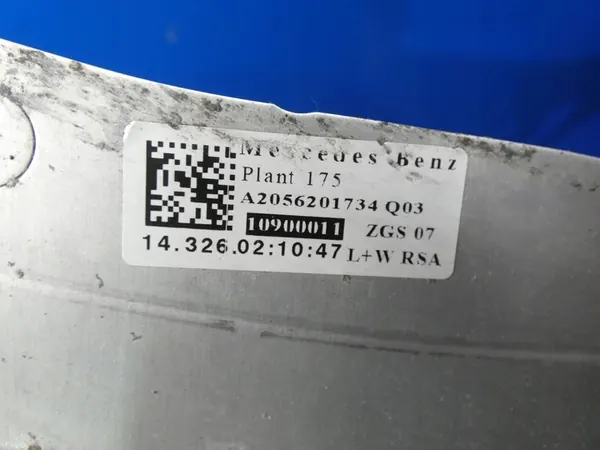 Mercedes Benz
Plant 175
A2056201734 Q03
10900011 ZGS 07
14.326.02:10:47 L+W RSA